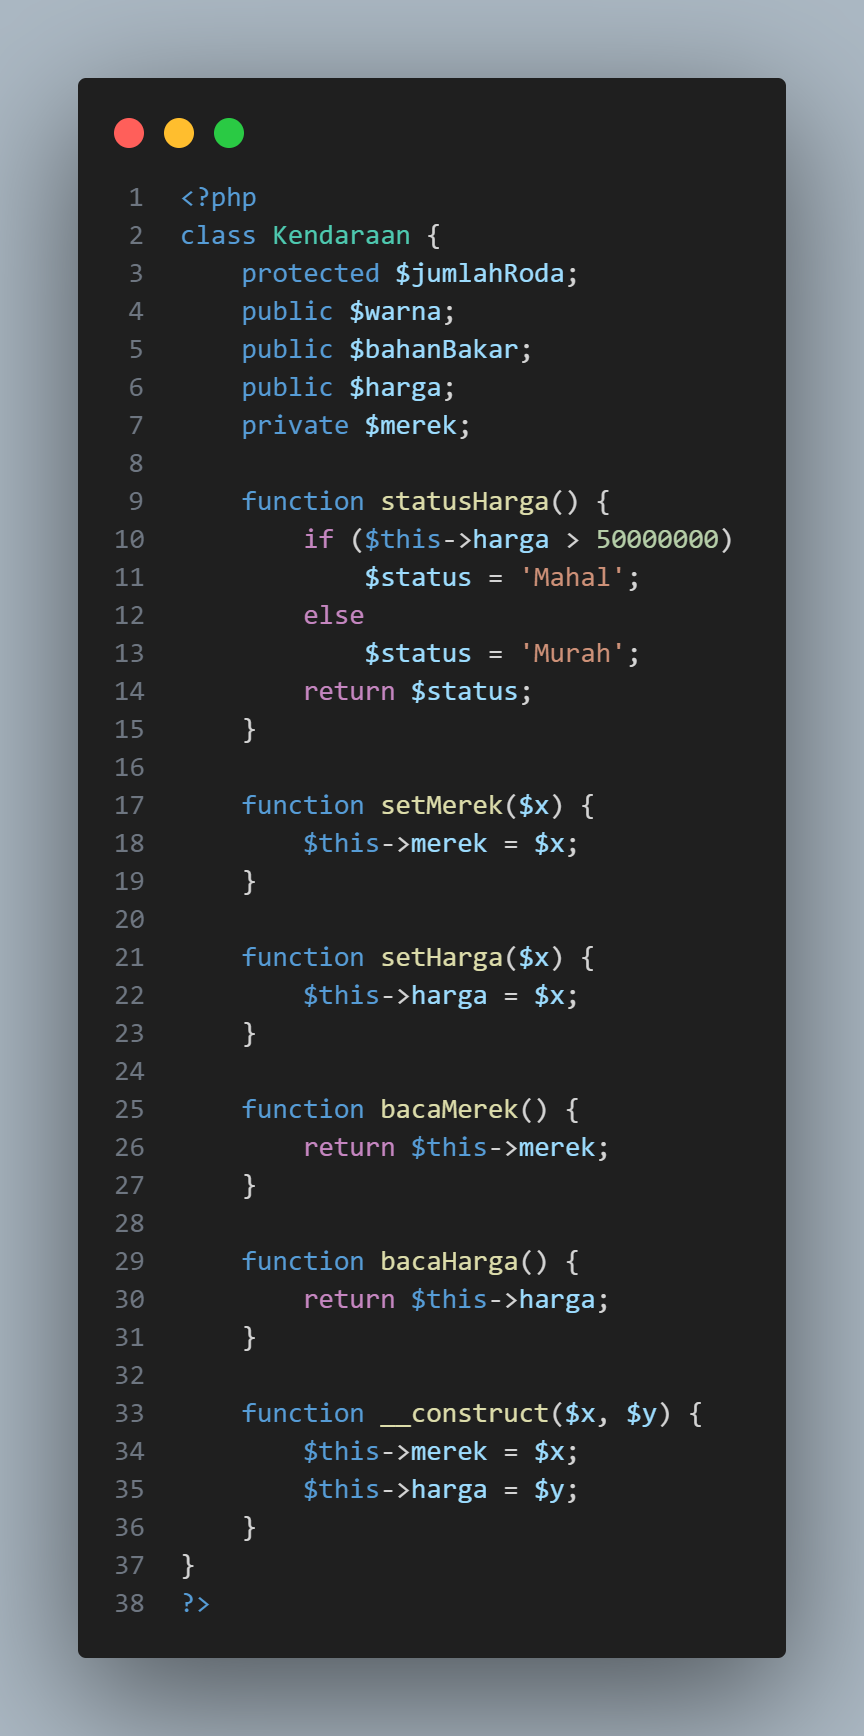 1 <?php
2 class Kendaraan {
3     protected $jumlahRoda;
4     public $warna;
5     public $bahanBakar;
6     public $harga;
7     private $merek;
8
9     function statusHarga() {
10         if ($this->harga > 50000000)
11             $status = 'Mahal';
12         else
13             $status = 'Murah';
14         return $status;
15     }
16
17     function setMerek($x) {
18         $this->merek = $x;
19     }
20
21     function setHarga($x) {
22         $this->harga = $x;
23     }
24
25     function bacaMerek() {
26         return $this->merek;
27     }
28
29     function bacaHarga() {
30         return $this->harga;
31     }
32
33     function __construct($x, $y) {
34         $this->merek = $x;
35         $this->harga = $y;
36     }
37 }
38 ?>